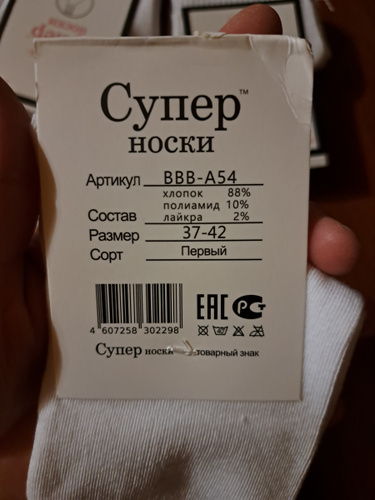 Супер™
носки
Артикул BBB-A54
хлопок 88%
полиамид 10%
Состав лайкра 2%
Размер 37-42
Сорт Первый
EAC РСТ
4 607258 302298
Супер носки товарный знак